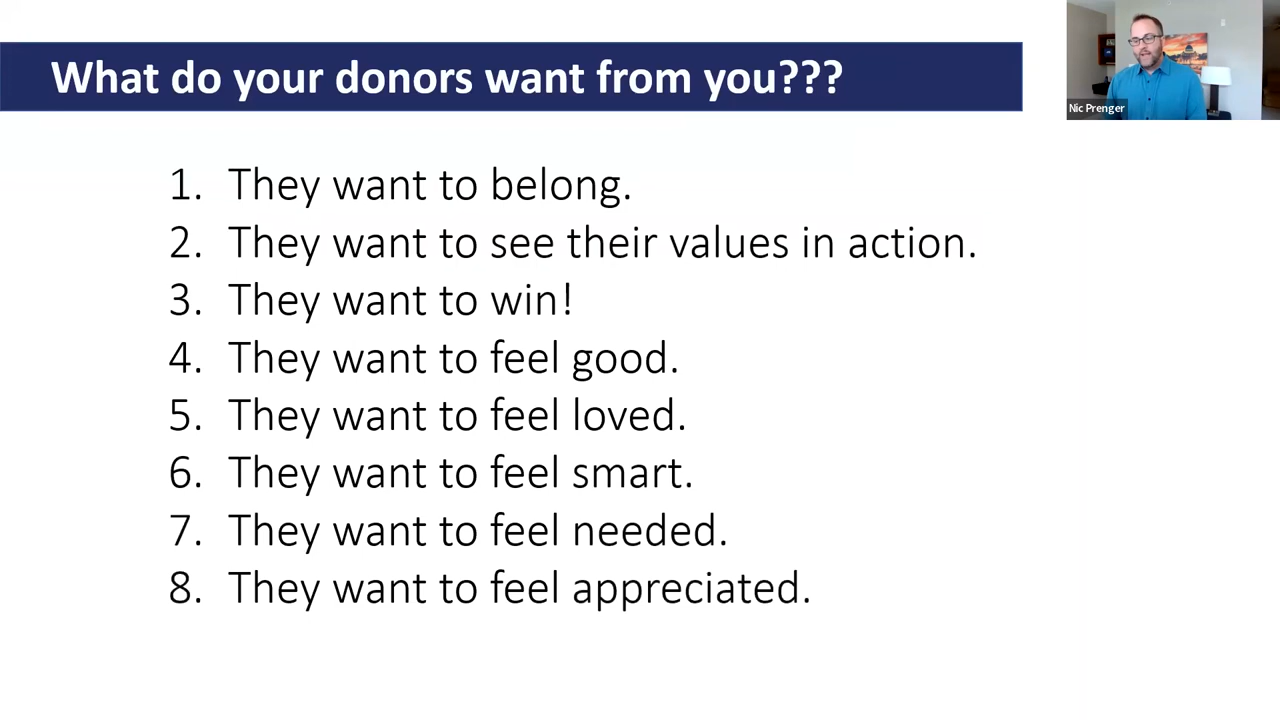 What do your donors want from you???
Nic Prenger
1. They want to belong.
2. They want to see their values in action.
3. They want to win!
4. They want to feel good.
5. They want to feel loved.
6. They want to feel smart.
7. They want to feel needed.
8. They want to feel appreciated.